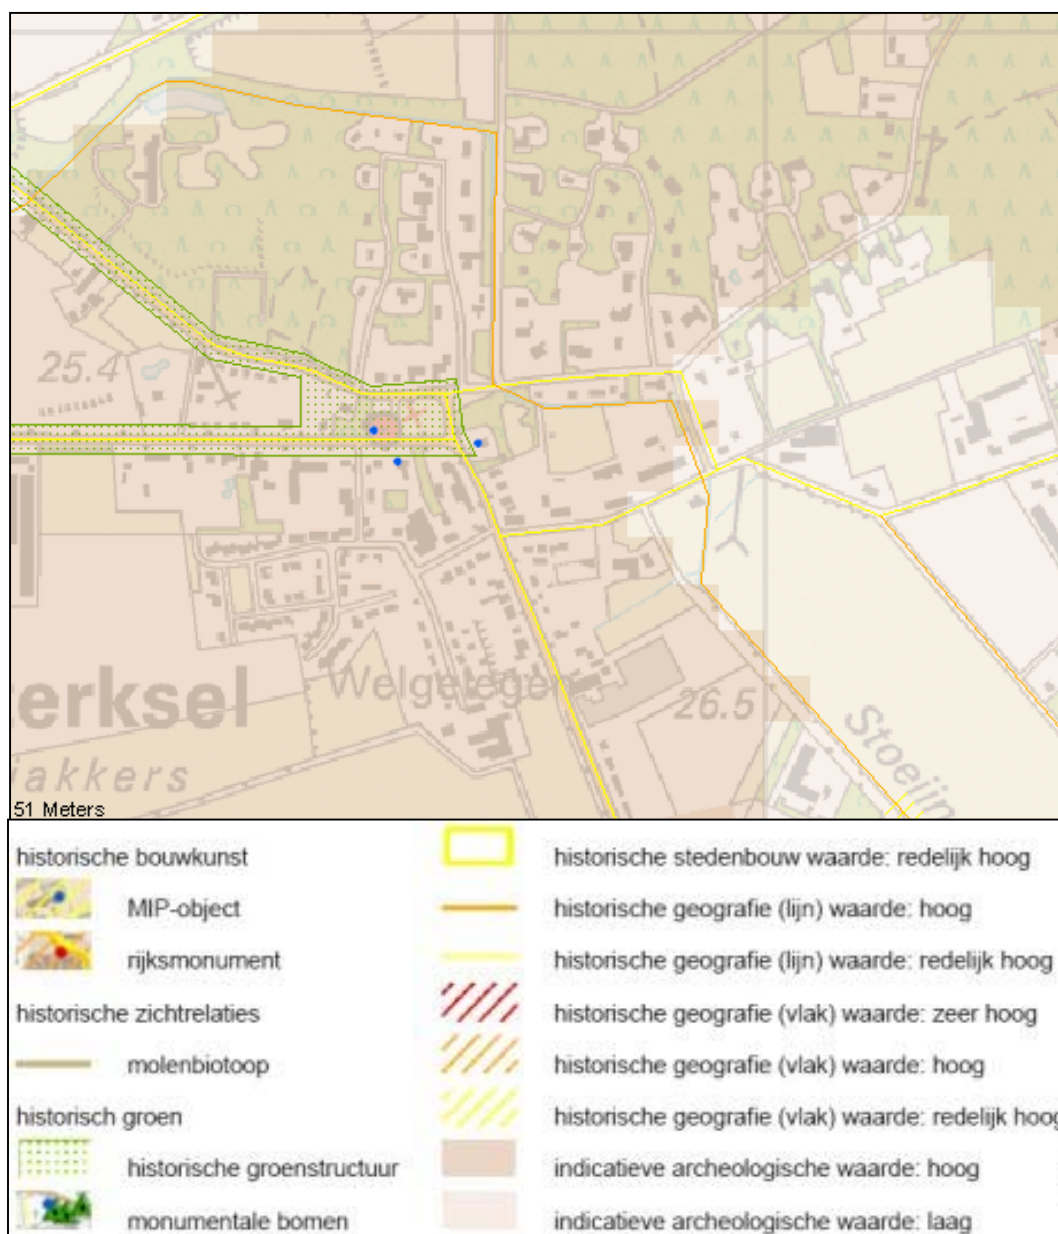 25.4
Welgelegen
erksel
26.5
akkers
Stoeijn
51 Meters
historische bouwkunst
MIP-object
rijksmonument
historische zichtrelaties
molenbiotoop
historisch groen
historische groenstructuur
monumentale bomen
historische stedenbouw waarde: redelijk hoog
historische geografie (lijn) waarde: hoog
historische geografie (lijn) waarde: redelijk hoog
historische geografie (vlak) waarde: zeer hoog
historische geografie (vlak) waarde: hoog
historische geografie (vlak) waarde: redelijk hoog
indicatieve archeologische waarde: hoog
indicatieve archeologische waarde: laag